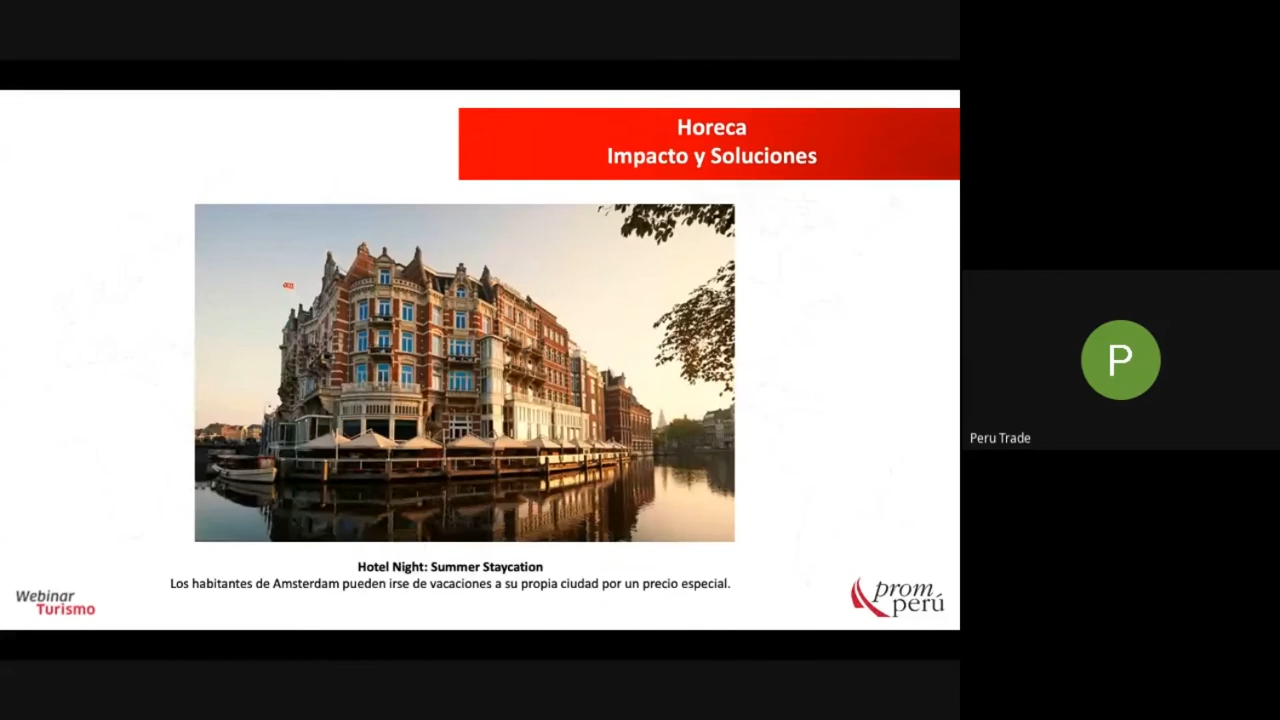 Horeca
Impacto y Soluciones
Hotel Night: Summer Staycation
Los habitantes de Amsterdam pueden irse de vacaciones a su propia ciudad por un precio especial.
Webinar
Turismo
prom
perú
P
Peru Trade